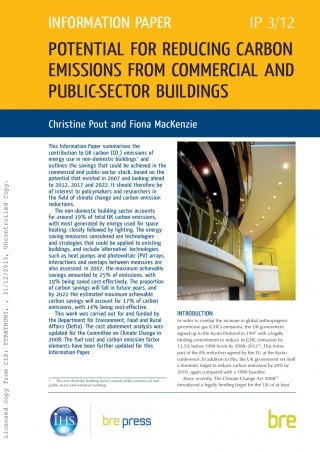 INFORMATION PAPER
IP 3/12
POTENTIAL FOR REDUCING CARBON
EMISSIONS FROM COMMERCIAL AND
PUBLIC-SECTOR BUILDINGS
Christine Pout and Fiona MacKenzie
This Information Paper summarises the
contribution to UK carbon (CO2) emissions of
energy use in non-domestic buildings1 and
outlines the savings that could be achieved in the
commercial and public-sector stock, based on the
potential that existed in 2007 and looking ahead
to 2012, 2017 and 2022. It should therefore be
of interest to policymakers and researchers in
the field of climate change and carbon emission
reductions.
The non-domestic building sector accounts
for around 19% of total UK carbon emissions,
with most generated by energy used for space
heating, closely followed by lighting. The energy-
saving measures considered are technologies
and strategies that could be applied to existing
buildings, and include 'alternative' technologies
such as heat pumps and photovoltaic (PV) arrays.
Interactions and overlaps between measures are
also assessed. In 2007, the maximum achievable
savings amounted to 25% of emissions, with
19% being saved cost-effectively. The proportion
of carbon savings will fall in future years, and
by 2022 the estimated maximum achievable
carbon savings will account for 17% of carbon
emissions, with 14% being cost-effective.
This work was carried out for and funded by
the Department for Environment, Food and Rural
Affairs (Defra). The cost abatement analysis was
updated for the Committee on Climate Change in
2008. The fuel cost and carbon emission factor
elements have been further updated for this
Information Paper.
1 The non-domestic building sector consists of the commercial and
public sector and industrial buildings.
INTRODUCTION
In order to combat the increase in global anthropogenic
greenhouse gas (GHG) emissions, the UK government
signed up to the Kyoto Protocol in 1997 with a legally
binding commitment to reduce its GHG emissions by
12.5% below 1990 levels by 2008–2012. This forms
part of the 8% reduction agreed by the EU at the Kyoto
conference. In addition to this, the UK government set itself
a domestic target to reduce carbon emissions by 20% by
2010, again compared with a 1990 baseline.
More recently, The Climate Change Act 2008
introduced a legally binding target for the UK of at least
IHS
bre press
bre
Licensed copy from CIS: STRATHUNI, , 31/12/2013, Uncontrolled Copy.